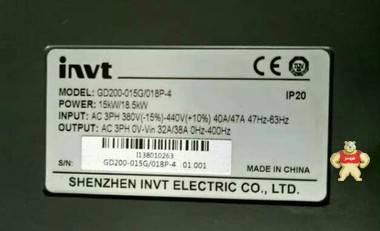 invt
CE
MODEL: GD200-015G/018P-4
IP20
POWER: 15kW/18.5kW
INPUT: AC 3PH 380V(-15%)-440V(+10%) 40A/47A 47Hz-63Hz
OUTPUT: AC 3PH 0V-Vin 32A/38A 0Hz-400Hz
I138010263
S/N: GD200-015G/018P-4 01 001
MADE IN CHINA
SHENZHEN INVT ELECTRIC CO., LTD.